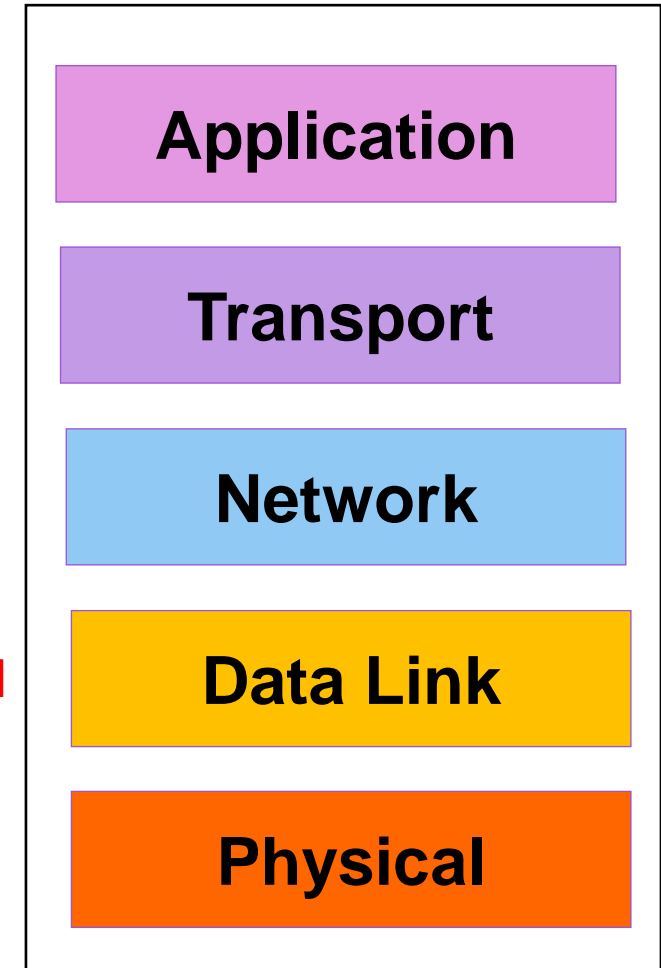 Application
Transport
Network
Data Link
Physical